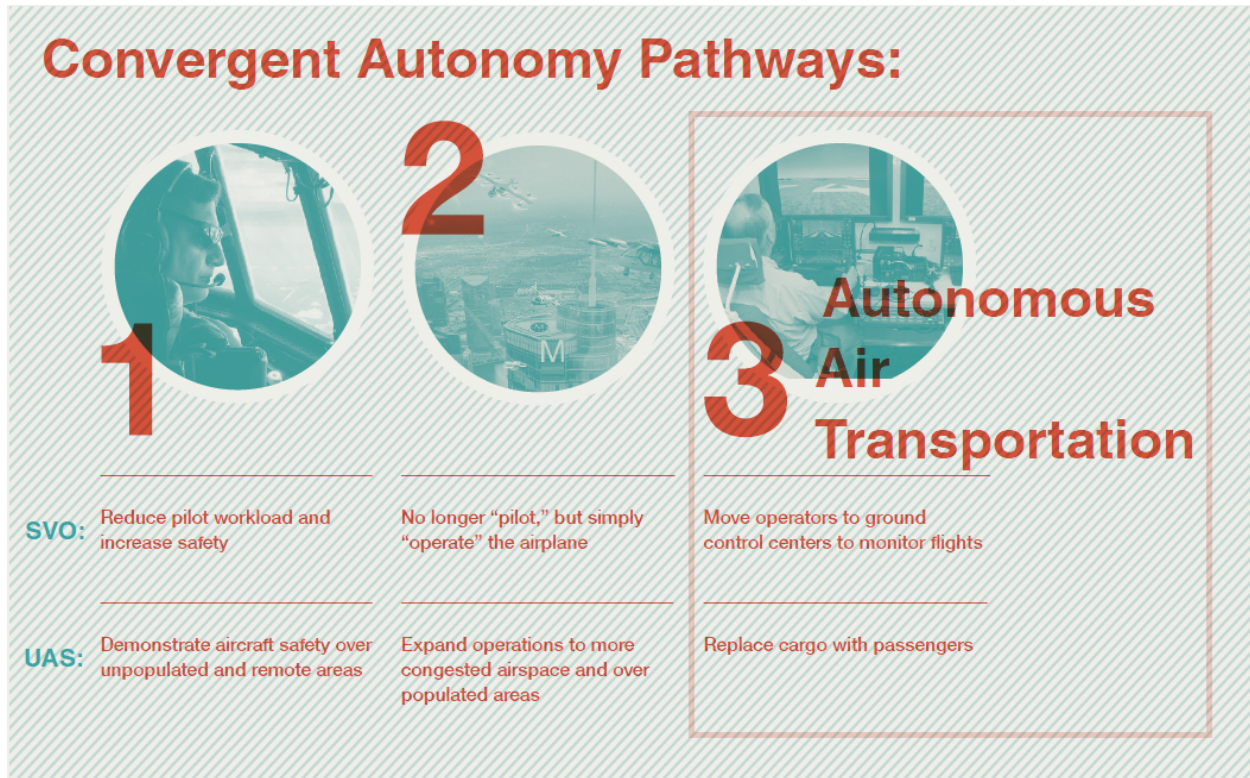 Convergent Autonomy Pathways:
1
2
M
3
Autonomous
Air
Transportation
SVO:
Reduce pilot workload and
increase safety
No longer “pilot,” but simply
“operate” the airplane
Move operators to ground
control centers to monitor flights
UAS:
Demonstrate aircraft safety over
unpopulated and remote areas
Expand operations to more
congested airspace and over
populated areas
Replace cargo with passengers